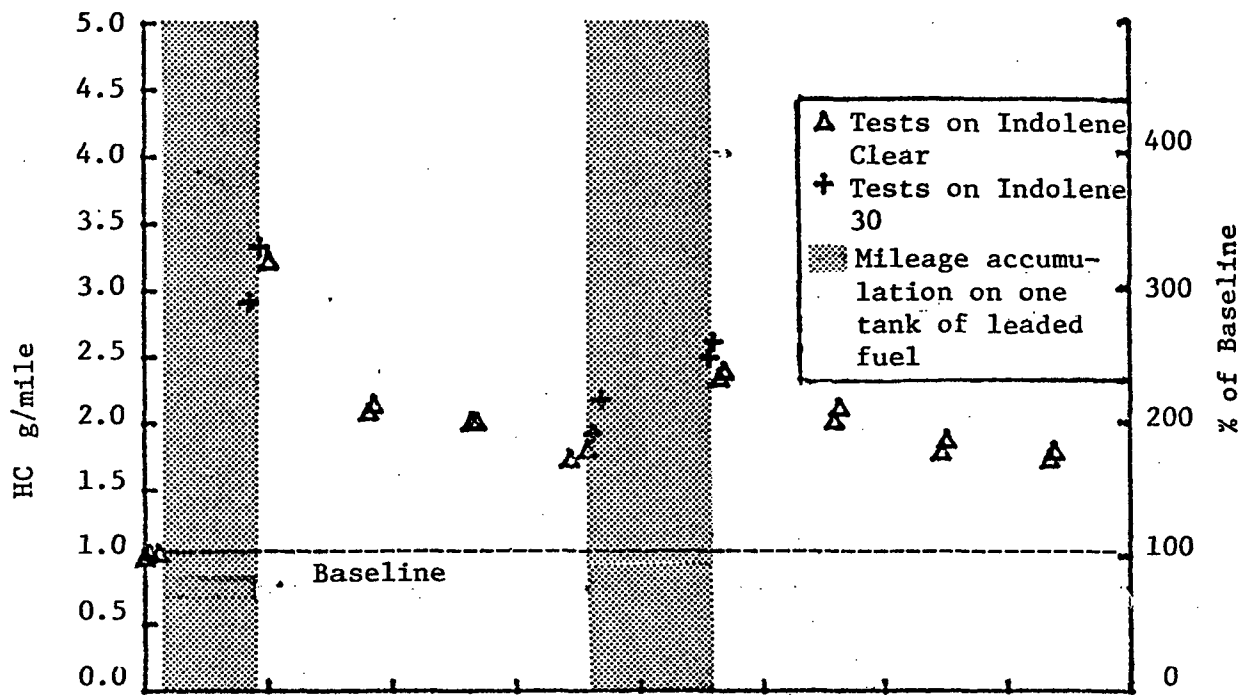 5.0
4.5
4.0
3.5
3.0
2.5
2.0
1.5
1.0
0.5
0.0
HC g/mile
Baseline
Tests on Indolene
Clear
Tests on Indolene
30
Mileage accumu-
lation on one
tank of leaded
fuel
400
300
200
100
0
% of Baseline